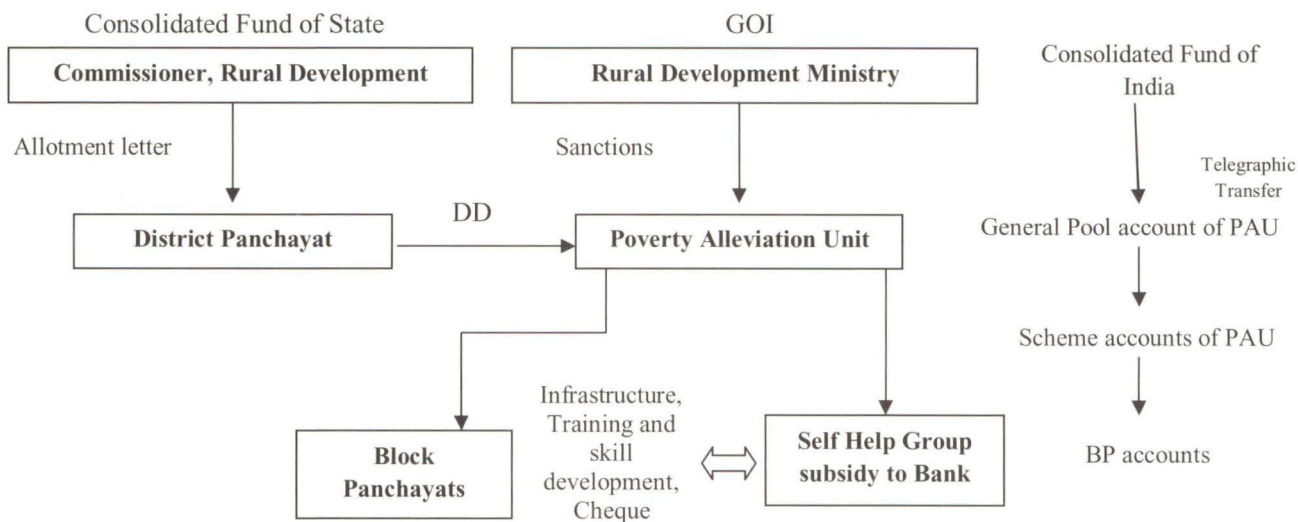 Consolidated Fund of State
GOI
Commissioner, Rural Development
Rural Development Ministry
Consolidated Fund of
India
Allotment letter
Sanctions
Telegraphic
Transfer
District Panchayat
DD
Poverty Alleviation Unit
General Pool account of PAU
Scheme accounts of PAU
Block
Panchayats
Infrastructure,
Training and
skill
development,
Cheque
Self Help Group
subsidy to Bank
BP accounts